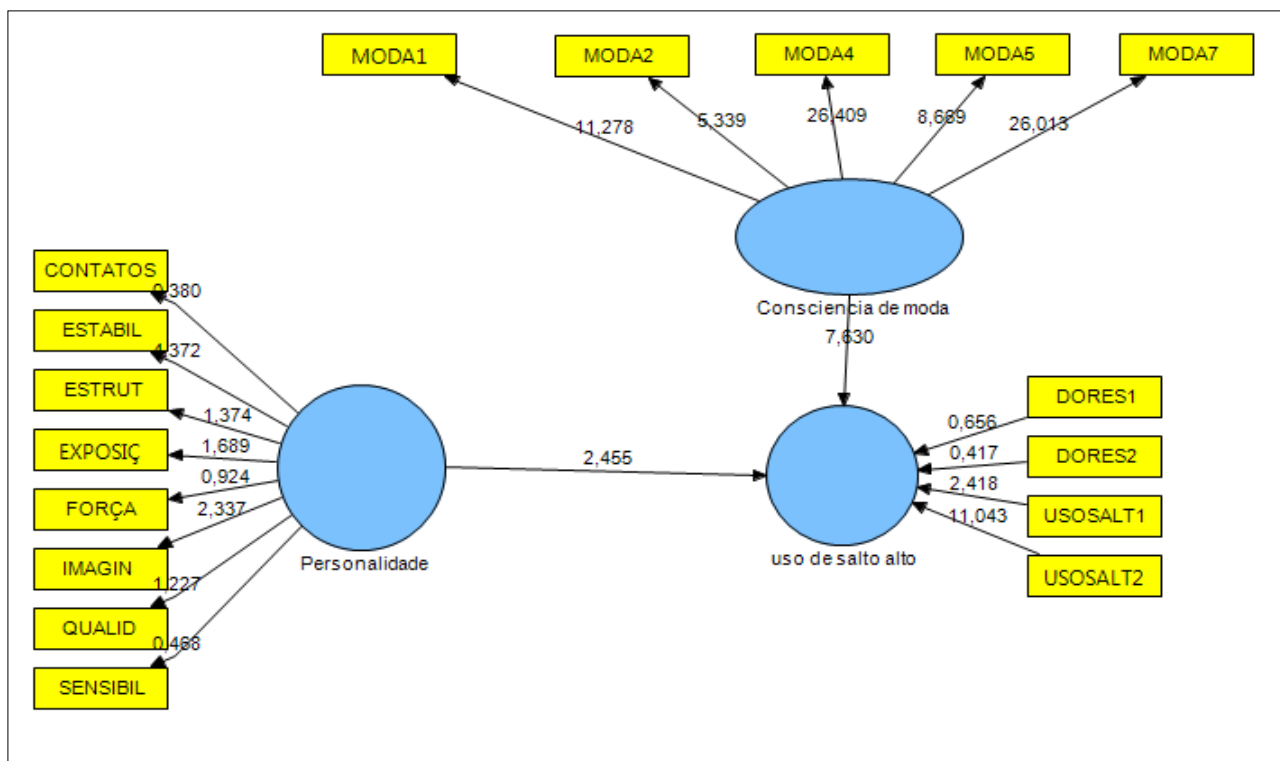 MODA1
MODA2
MODA4
MODA5
MODA7
11,278
5,339
26,409
8,669
26,013
Consciencia de moda
7,630
CONTATOS
ESTABIL
ESTRUT
EXPOSIÇ
FORÇA
IMAGIN
QUALID
SENSIBIL
0,380
4,372
1,374
1,689
0,924
2,337
1,227
0,468
Personalidade
2,455
uso de salto alto
0,656
0,417
2,418
11,043
DORES1
DORES2
USOSALT1
USOSALT2